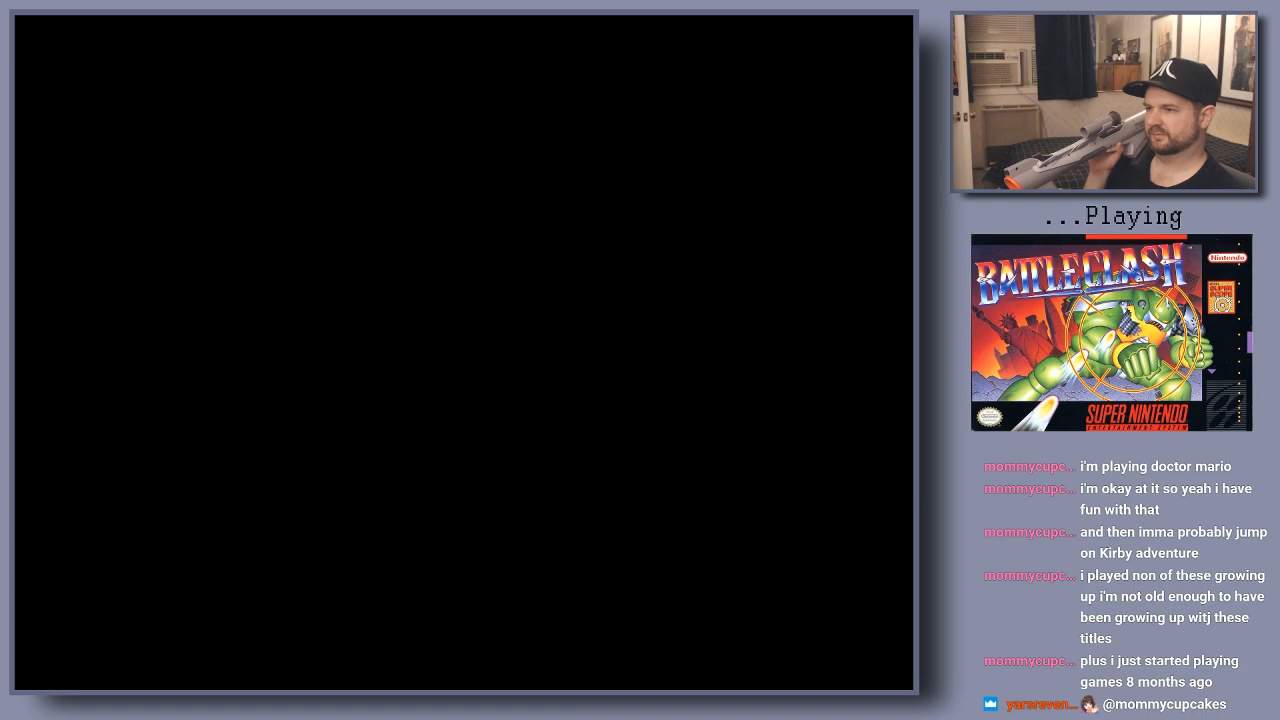 ...Playing
BATTLECLASH
Nintendo
SUPER
SCOPE
SUPER NINTENDO
ENTERTAINMENT SYSTEM
mommycupc... i'm playing doctor mario
mommycupc... i'm okay at it so yeah i have
fun with that
mommycupc... and then imma probably jump
on Kirby adventure
mommycupc... i played non of these growing
up i'm not old enough to have
been growing up witj these
titles
mommycupc... plus i just started playing
games 8 months ago
yarsreven... @mommycupcakes